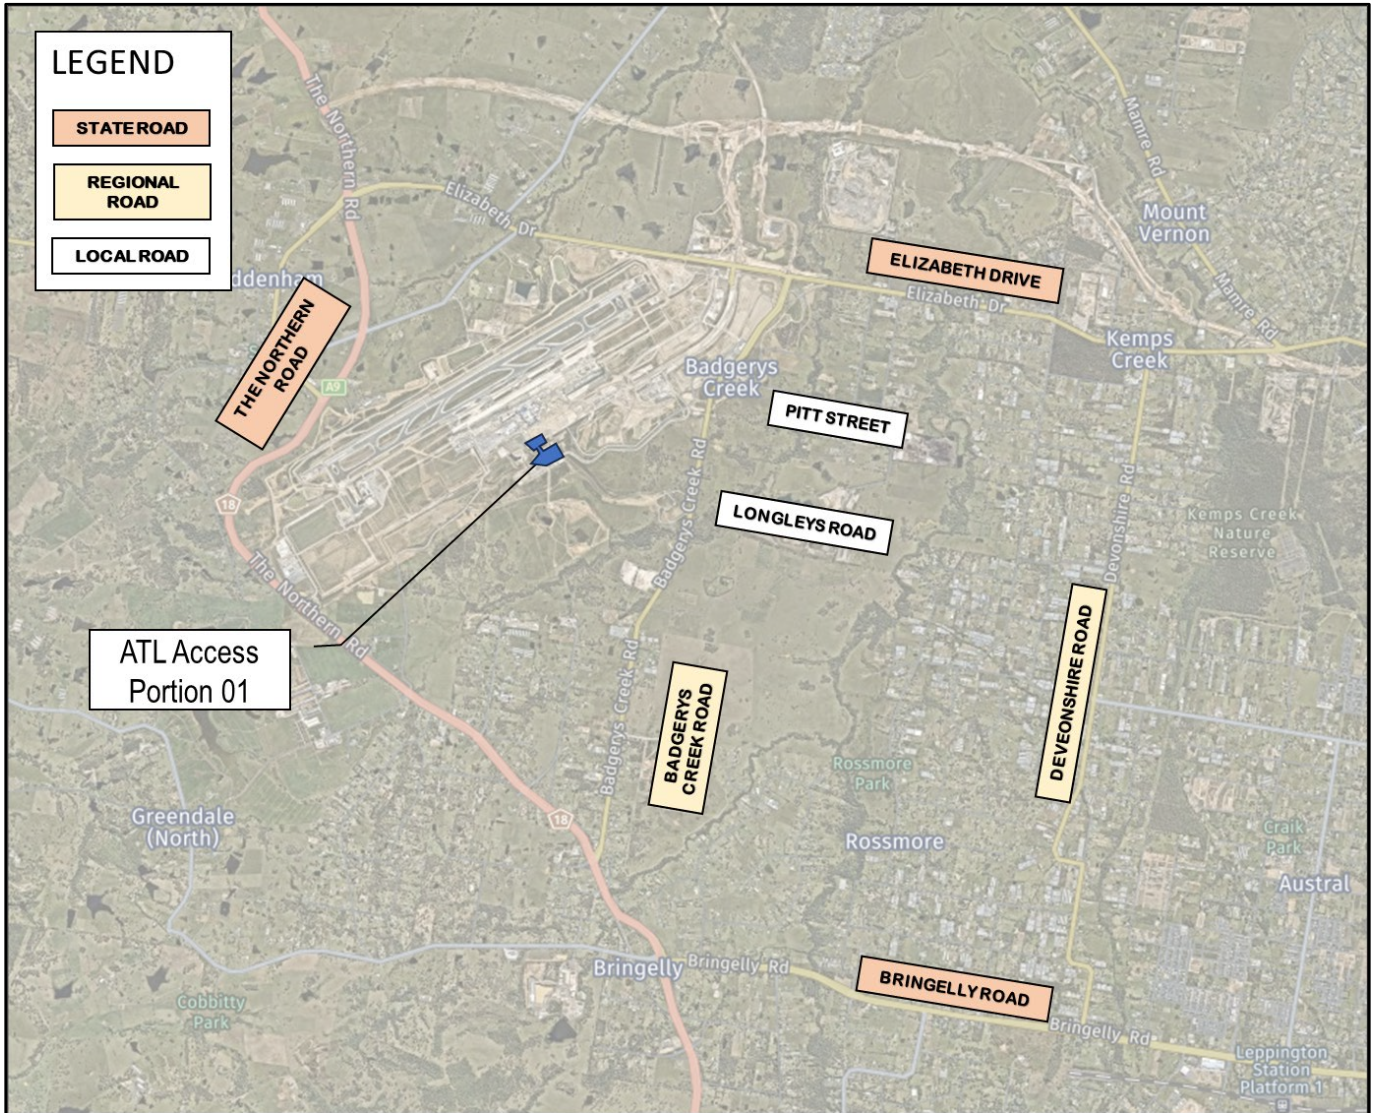 LEGEND
STATE ROAD
REGIONAL
ROAD
LOCAL ROAD
The Northern Rd
Elizabeth Dr
Mamre Rd
Mount
Vernon
ddenham
THE NORTHERN
ROAD
A9
ELIZABETH DRIVE
Elizabeth Dr
Mamre Rd
Kemps
Creek
Badgerys
Creek
PITT STREET
LONGLEYS ROAD
Badgerys Creek Rd
Devonshire Rd
Kemps Creek
Nature
Reserve
18
The Northern Rd
ATL Access
Portion 01
Badgerys Creek Rd
BADGERYS
CREEK ROAD
DEVEONSHIRE ROAD
Rossmore
Park
Greendale
(North)
18
Rossmore
Craik
Park
Austral
Bringelly
Bringelly Rd
BRINGELLY ROAD
Cobbitty
Park
Bringelly Rd
Leppington
Station
Platform 1